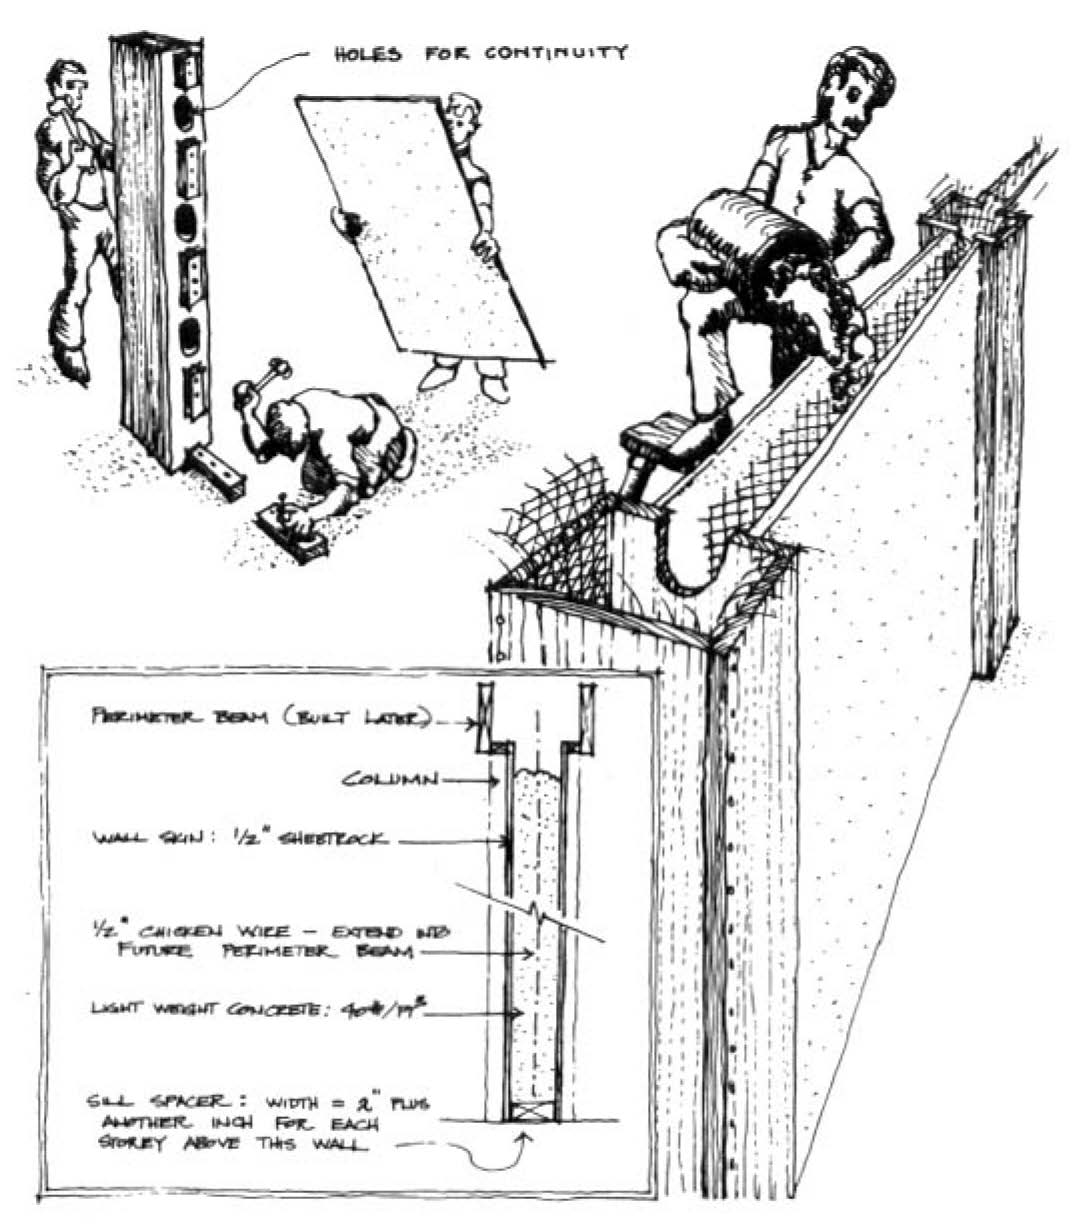 HOLES FOR CONTINUITY
PERIMETER BEAM (BUILT LATER)
COLUMN
WALL SKIN: 1/2" SHEETROCK
1/2" CHICKEN WIRE – EXTEND INTO
FUTURE PERIMETER BEAM
LIGHT WEIGHT CONCRETE: 40#/FT³
SILL SPACER: WIDTH = 2" PLUS
ANOTHER INCH FOR EACH
STOREY ABOVE THIS WALL